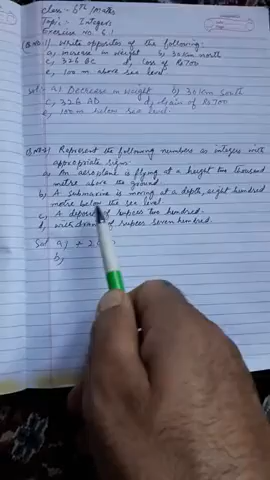 Class - 6th / Maths
Topic :- Integers
Exercise No. 6.1
Q.No:-1) Write opposites of the following:
a) increase in weight b) 30 km north
c) 326 BC d) Loss of Rs 700
e) 100 m above sea level
Sol a) Decrease in weight b) 30 km south
c) 326 AD d) Gain of Rs 700
e) 100 m below sea level.
Q.No:-2) Represent the following numbers as integers with
appropriate sign.
a. An aeroplane is flying at a height two thousand
metre above the ground.
b. A submarine is moving at a depth, eight hundred
metre below the sea level.
c, A deposit of rupees two hundred.
d, withdrawal of rupees seven hundred.
Sol a) + 2000
b)